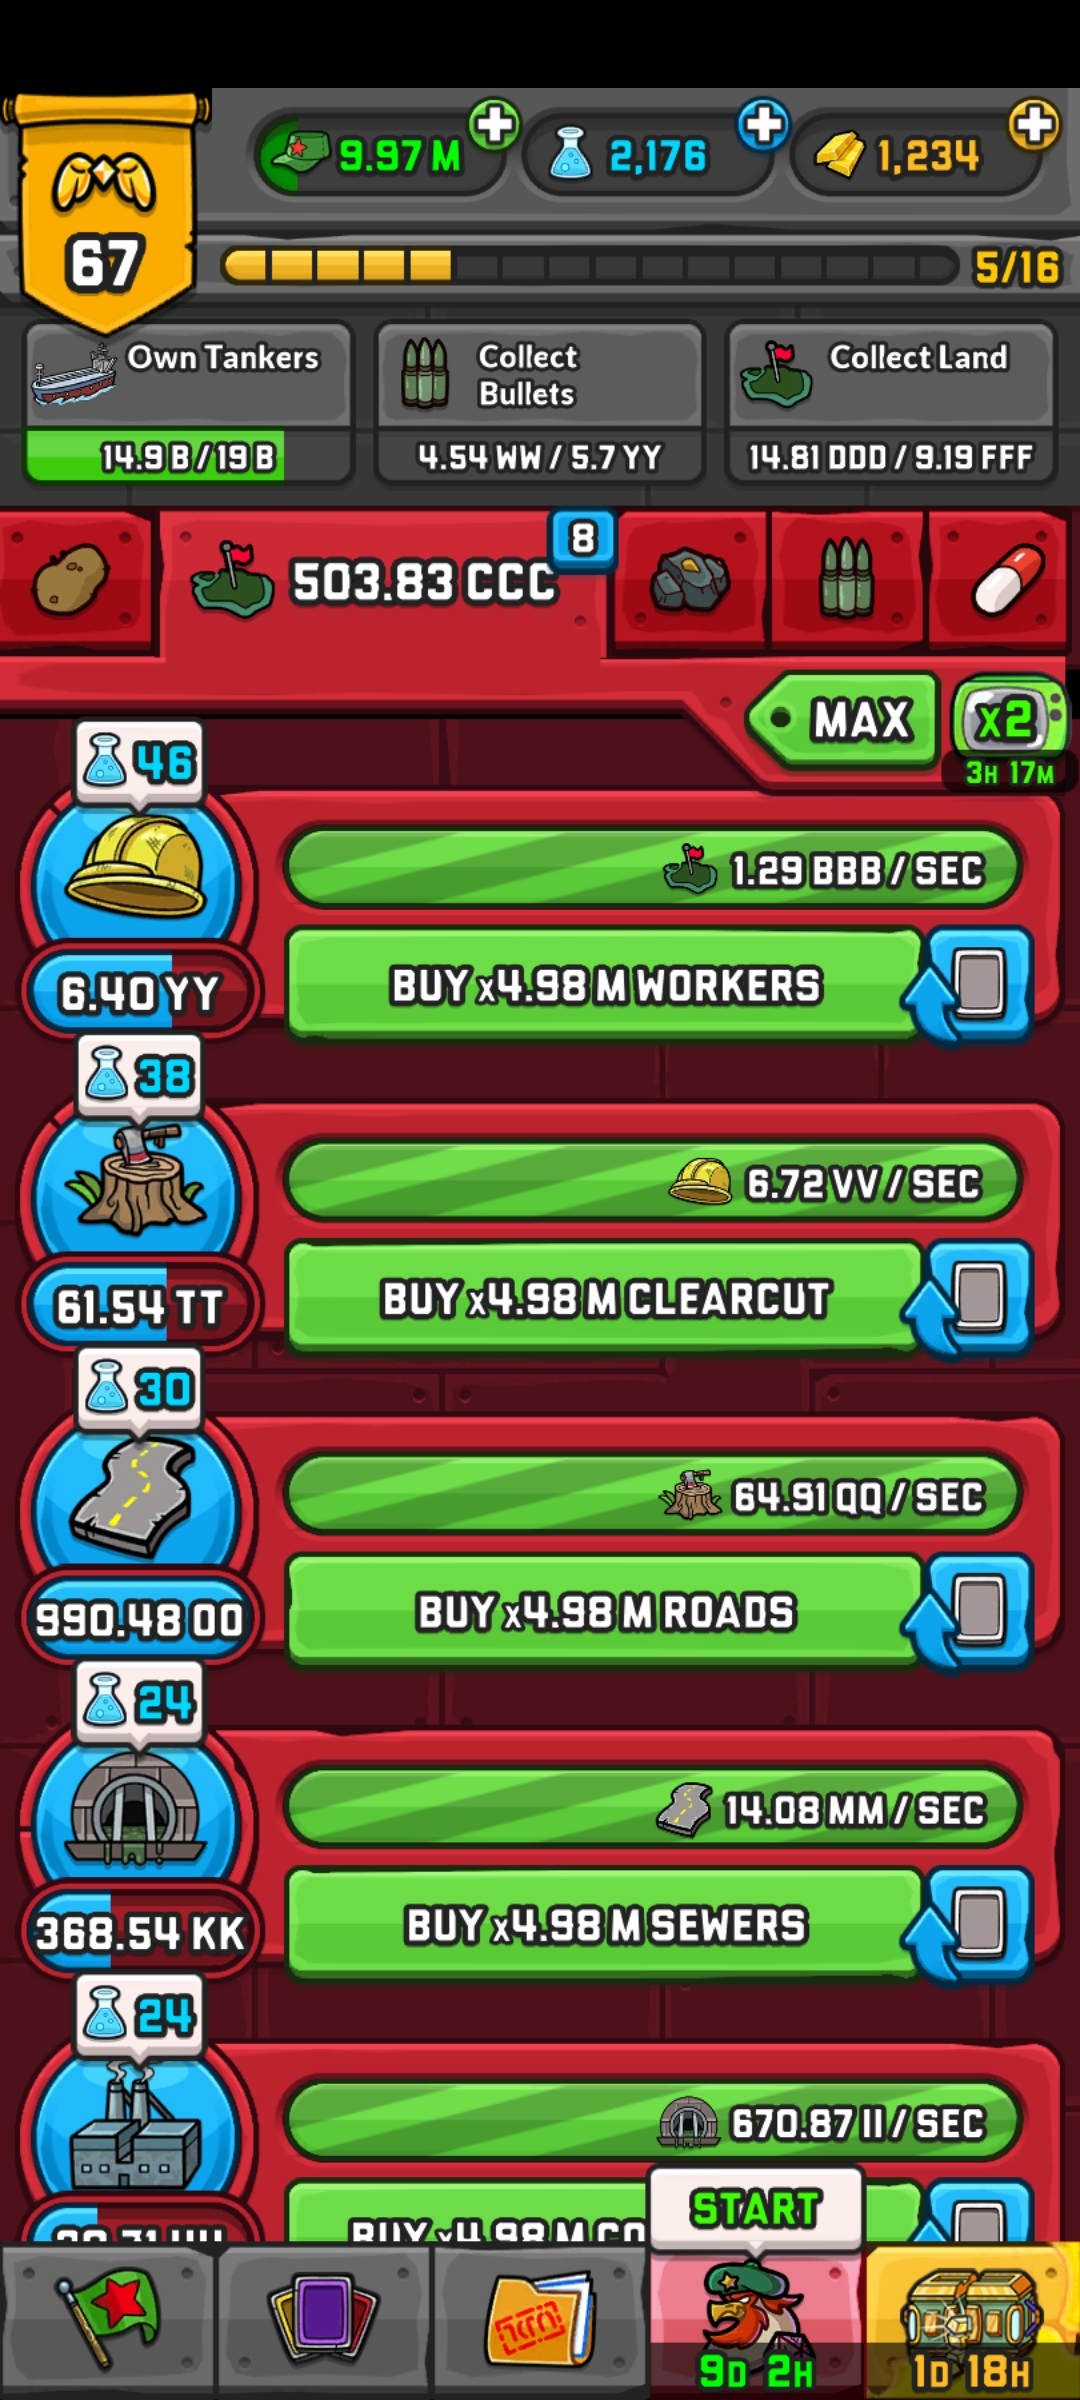 9.97 M
2,176
1,234
67
5/16
Own Tankers
14.9 B / 19 B
Collect
Bullets
4.54 WW / 5.7 YY
Collect Land
14.81 DDD / 9.19 FFF
503.83 CCC
8
MAX
x2
3H 17M
46
1.29 BBB / SEC
6.40 YY
BUY x4.98 M WORKERS
38
6.72 VV / SEC
61.54 TT
BUY x4.98 M CLEARCUT
30
64.91 QQ / SEC
990.48 OO
BUY x4.98 M ROADS
24
14.08 MM / SEC
368.54 KK
BUY x4.98 M SEWERS
24
670.87 II / SEC
BUY x4.98 M CO
START
9D 2H
1D 18H